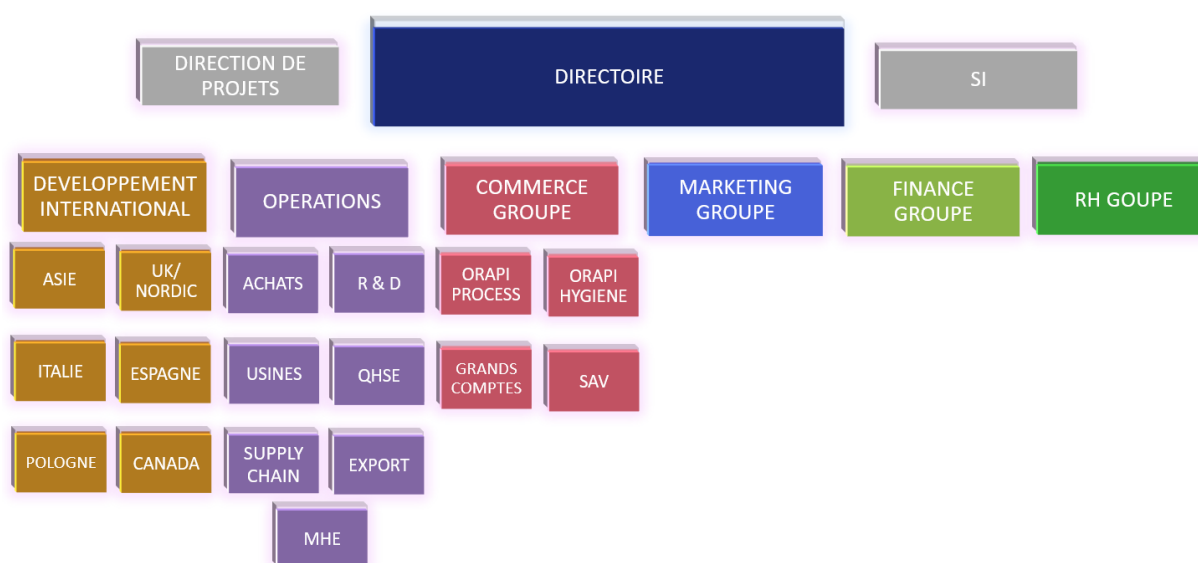 DIRECTION DE
PROJETS
DIRECTOIRE
SI
DEVELOPPEMENT
INTERNATIONAL
OPERATIONS
COMMERCE
GROUPE
MARKETING
GROUPE
FINANCE
GROUPE
RH GOUPE
ASIE
UK/
NORDIC
ACHATS
R & D
ORAPI
PROCESS
ORAPI
HYGIENE
ITALIE
ESPAGNE
USINES
QHSE
GRANDS
COMPTES
SAV
POLOGNE
CANADA
SUPPLY
CHAIN
EXPORT
MHE